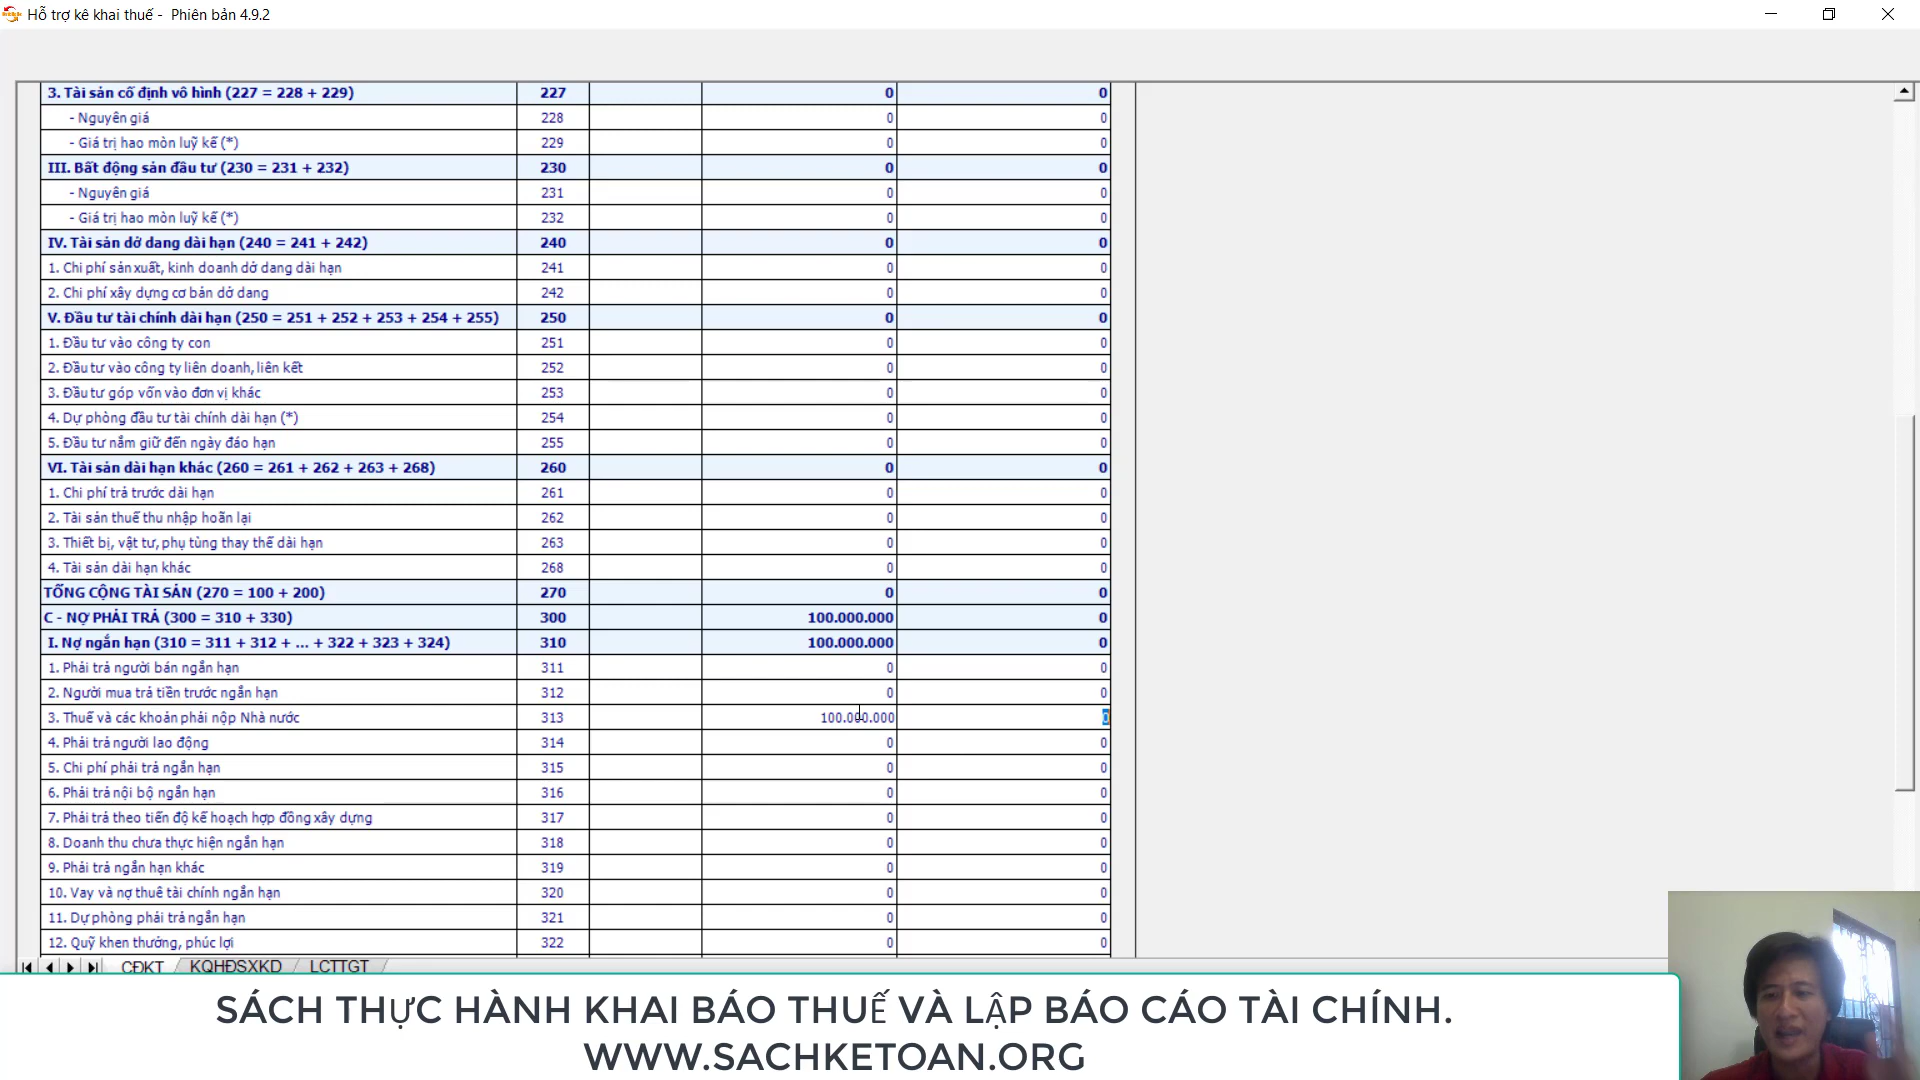 Hỗ trợ kê khai thuế - Phiên bản 4.9.2
3. Tài sản cố định vô hình (227 = 228 + 229) 227 0 0
- Nguyên giá 228 0 0
- Giá trị hao mòn luỹ kế (*) 229 0 0
III. Bất động sản đầu tư (230 = 231 + 232) 230 0 0
- Nguyên giá 231 0 0
- Giá trị hao mòn luỹ kế (*) 232 0 0
IV. Tài sản dở dang dài hạn (240 = 241 + 242) 240 0 0
1. Chi phí sản xuất, kinh doanh dở dang dài hạn 241 0 0
2. Chi phí xây dựng cơ bản dở dang 242 0 0
V. Đầu tư tài chính dài hạn (250 = 251 + 252 + 253 + 254 + 255) 250 0 0
1. Đầu tư vào công ty con 251 0 0
2. Đầu tư vào công ty liên doanh, liên kết 252 0 0
3. Đầu tư góp vốn vào đơn vị khác 253 0 0
4. Dự phòng đầu tư tài chính dài hạn (*) 254 0 0
5. Đầu tư nắm giữ đến ngày đáo hạn 255 0 0
VI. Tài sản dài hạn khác (260 = 261 + 262 + 263 + 268) 260 0 0
1. Chi phí trả trước dài hạn 261 0 0
2. Tài sản thuế thu nhập hoãn lại 262 0 0
3. Thiết bị, vật tư, phụ tùng thay thế dài hạn 263 0 0
4. Tài sản dài hạn khác 268 0 0
TỔNG CỘNG TÀI SẢN (270 = 100 + 200) 270 0 0
C - NỢ PHẢI TRẢ (300 = 310 + 330) 300 100.000.000 0
I. Nợ ngắn hạn (310 = 311 + 312 + ... + 322 + 323 + 324) 310 100.000.000 0
1. Phải trả người bán ngắn hạn 311 0 0
2. Người mua trả tiền trước ngắn hạn 312 0 0
3. Thuế và các khoản phải nộp Nhà nước 313 100.000.000 0
4. Phải trả người lao động 314 0 0
5. Chi phí phải trả ngắn hạn 315 0 0
6. Phải trả nội bộ ngắn hạn 316 0 0
7. Phải trả theo tiến độ kế hoạch hợp đồng xây dựng 317 0 0
8. Doanh thu chưa thực hiện ngắn hạn 318 0 0
9. Phải trả ngắn hạn khác 319 0 0
10. Vay và nợ thuê tài chính ngắn hạn 320 0 0
11. Dự phòng phải trả ngắn hạn 321 0 0
12. Quỹ khen thưởng, phúc lợi 322 0 0
CĐKT KQHĐSXKD LCTTGT
SÁCH THỰC HÀNH KHAI BÁO THUẾ VÀ LẬP BÁO CÁO TÀI CHÍNH.
WWW.SACHKETOAN.ORG